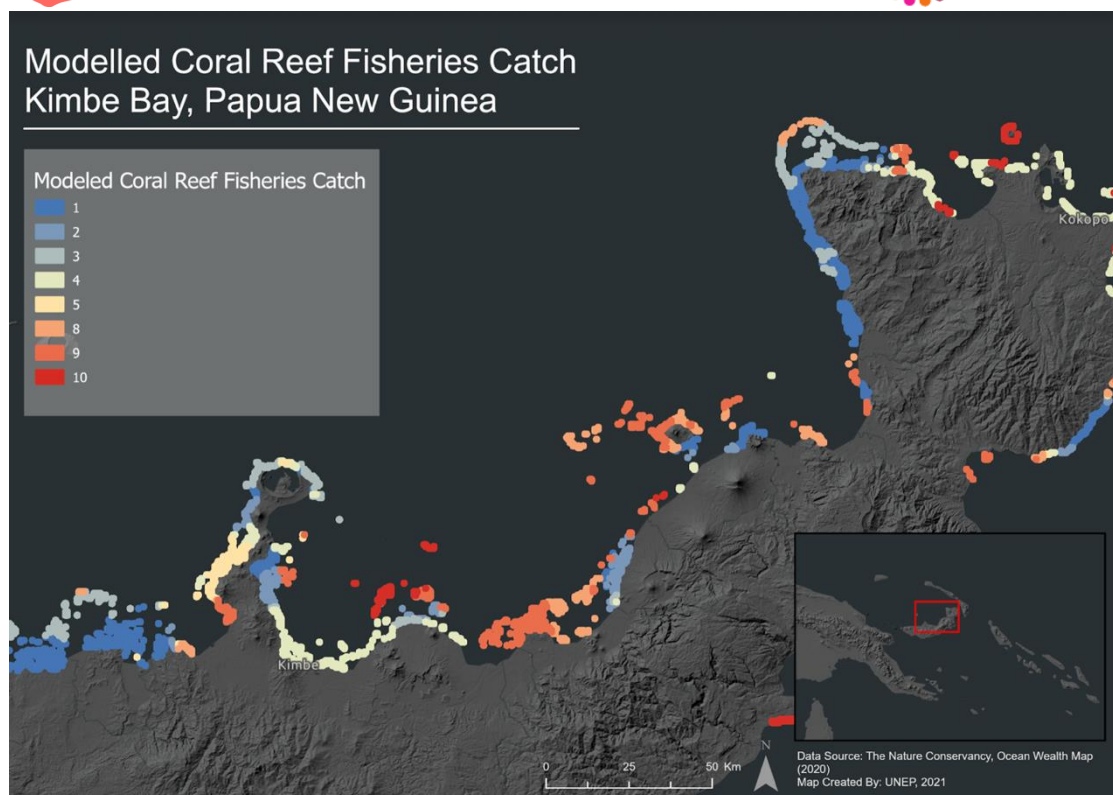 Modelled Coral Reef Fisheries Catch
Kimbe Bay, Papua New Guinea
Modeled Coral Reef Fisheries Catch
1
2
3
4
5
8
9
10
Kokopo
Kimbe
N
0 25 50 Km
Data Source: The Nature Conservancy, Ocean Wealth Map
(2020)
Map Created By: UNEP, 2021